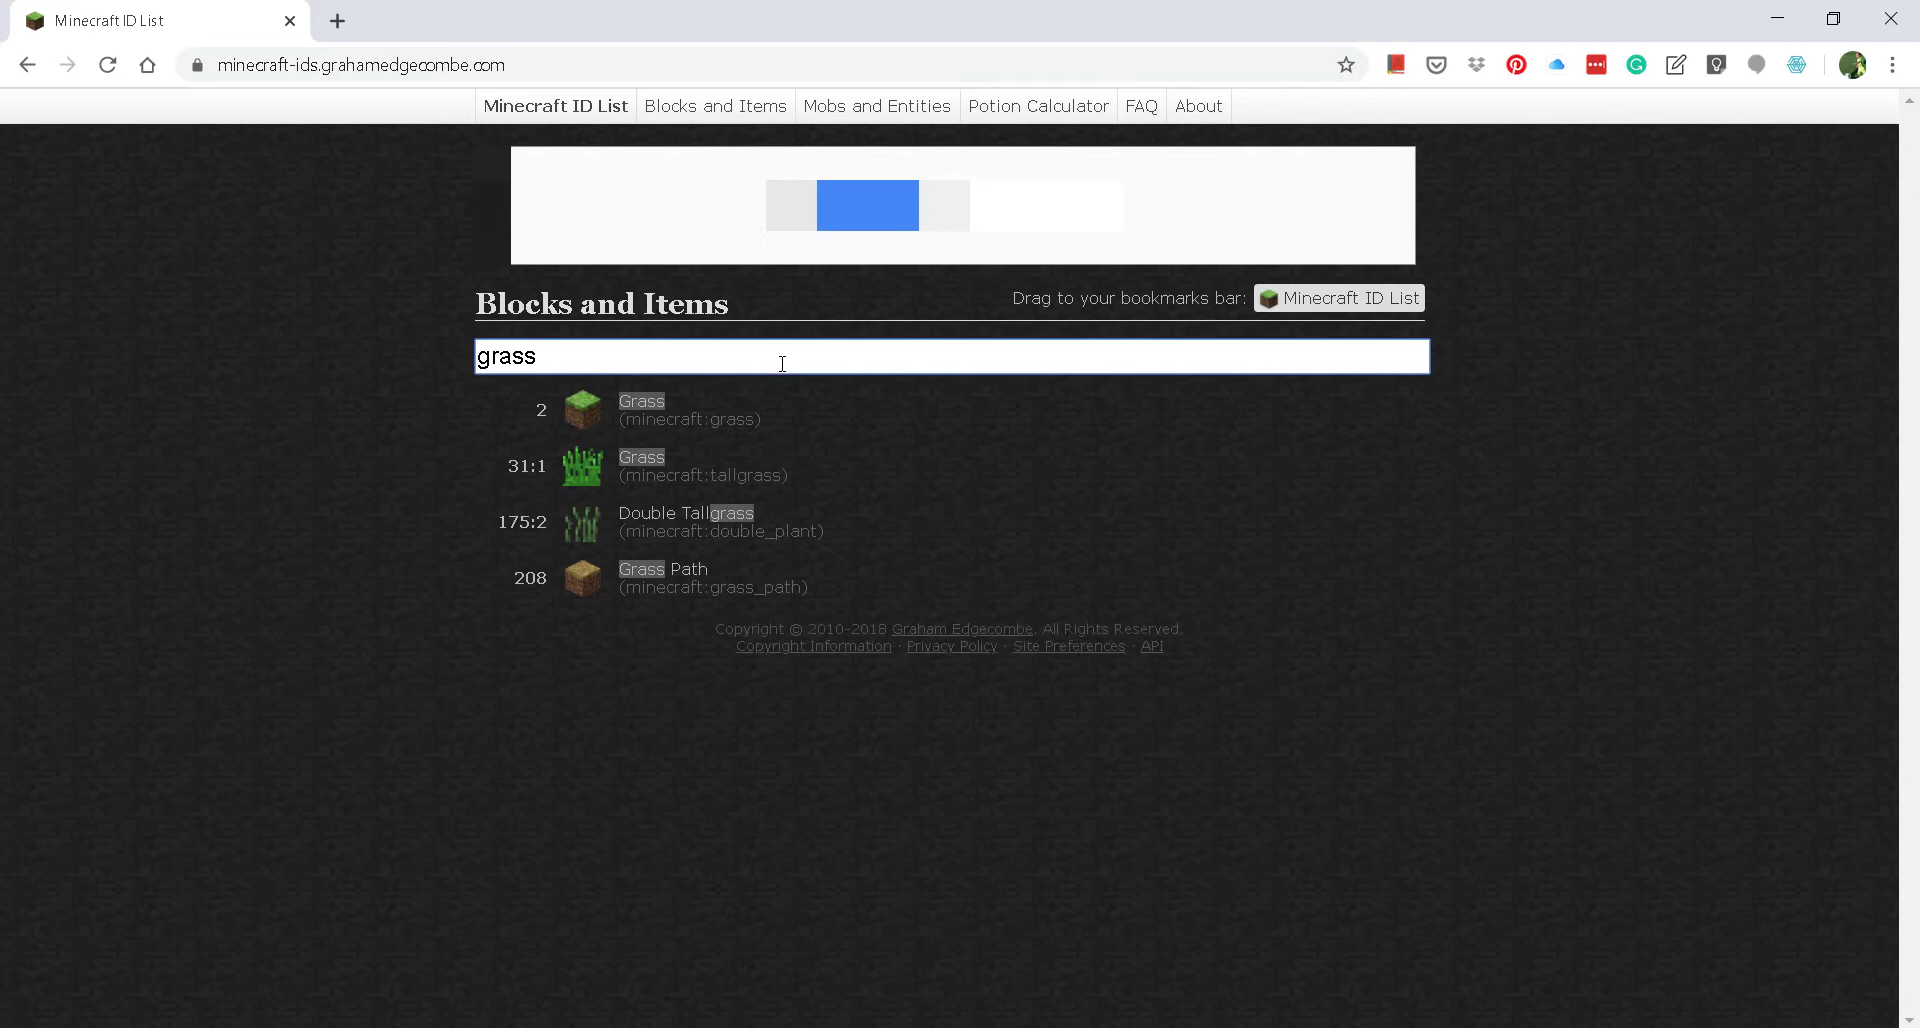 Minecraft ID List
minecraft-ids.grahamedgecombe.com
Minecraft ID List
Blocks and Items
Mobs and Entities
Potion Calculator
FAQ
About
Blocks and Items
Drag to your bookmarks bar:
Minecraft ID List
grass
2
Grass
(minecraft:grass)
31:1
Grass
(minecraft:tallgrass)
175:2
Double Tallgrass
(minecraft:double_plant)
208
Grass Path
(minecraft:grass_path)
Copyright © 2010-2018 Graham Edgecombe. All Rights Reserved.
Copyright Information · Privacy Policy · Site Preferences · API